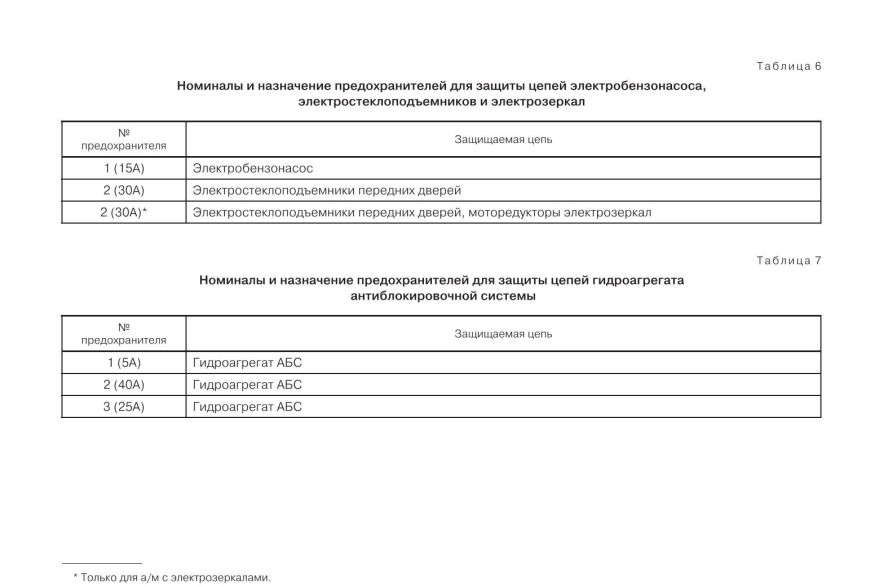 Таблица 6
Номиналы и назначение предохранителей для защиты цепей электробензонасоса,
электростеклоподъемников и электрозеркал
№
предохранителя
Защищаемая цепь
1 (15А) Электробензонасос
2 (30А) Электростеклоподъемники передних дверей
2 (30А)* Электростеклоподъемники передних дверей, моторедукторы электрозеркал
Таблица 7
Номиналы и назначение предохранителей для защиты цепей гидроагрегата
антиблокировочной системы
№
предохранителя
Защищаемая цепь
1 (5А) Гидроагрегат АБС
2 (40А) Гидроагрегат АБС
3 (25А) Гидроагрегат АБС
* Только для а/м с электрозеркалами.